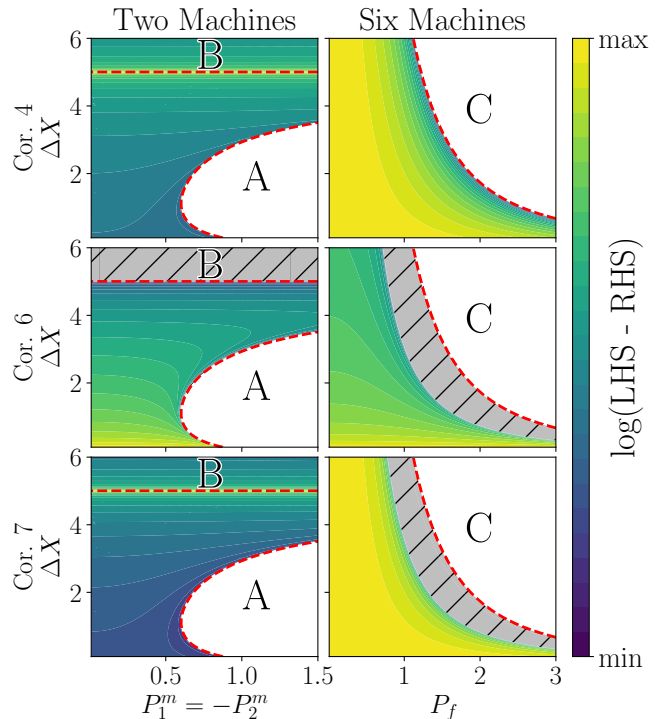 Two Machines
Six Machines
Cor. 4
ΔX
6
4
2
B
A
C
Cor. 6
ΔX
6
4
2
B
A
C
Cor. 7
ΔX
6
4
2
B
A
C
0.5
1.0
1.5
1
2
3
P₁ᵐ = −P₂ᵐ
P_f
max
log(LHS - RHS)
min